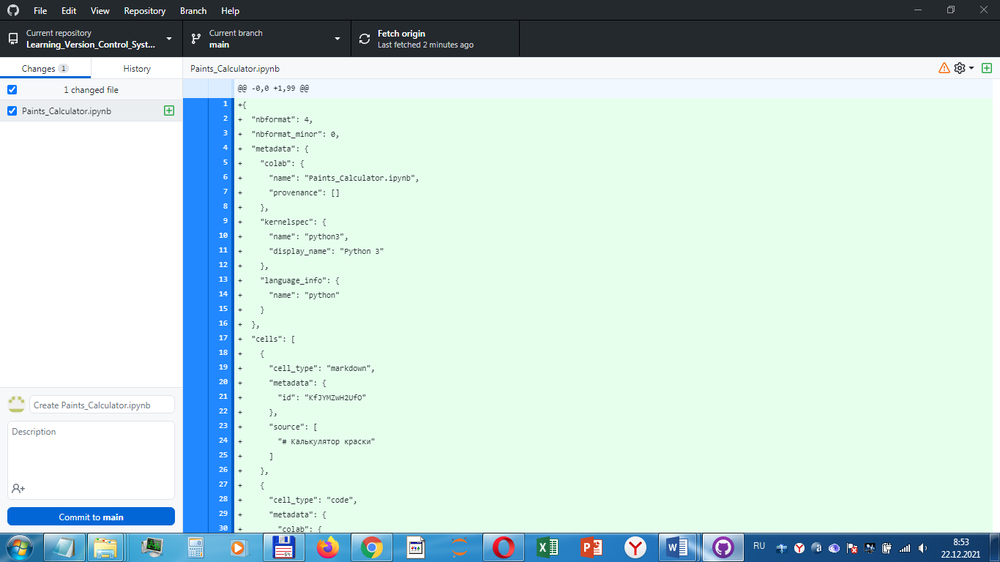 File Edit View Repository Branch Help
Current repository
Learning_Version_Control_Syst...
Current branch
main
Fetch origin
Last fetched 2 minutes ago
Changes 1
History
Paints_Calculator.ipynb
1 changed file
Paints_Calculator.ipynb
@@ -0,0 +1,99 @@
1 +{
2 + "nbformat": 4,
3 + "nbformat_minor": 0,
4 + "metadata": {
5 + "colab": {
6 + "name": "Paints_Calculator.ipynb",
7 + "provenance": []
8 + },
9 + "kernelspec": {
10 + "name": "python3",
11 + "display_name": "Python 3"
12 + },
13 + "language_info": {
14 + "name": "python"
15 + }
16 + },
17 + "cells": [
18 + {
19 + "cell_type": "markdown",
20 + "metadata": {
21 + "id": "KfJYMZwH2UfO"
22 + },
23 + "source": [
24 + "# Калькулятор краски"
25 + ]
26 + },
27 + {
28 + "cell_type": "code",
29 + "metadata": {
30 + "colab": {
Create Paints_Calculator.ipynb
Description
Commit to main
64
RU
8:53
22.12.2021